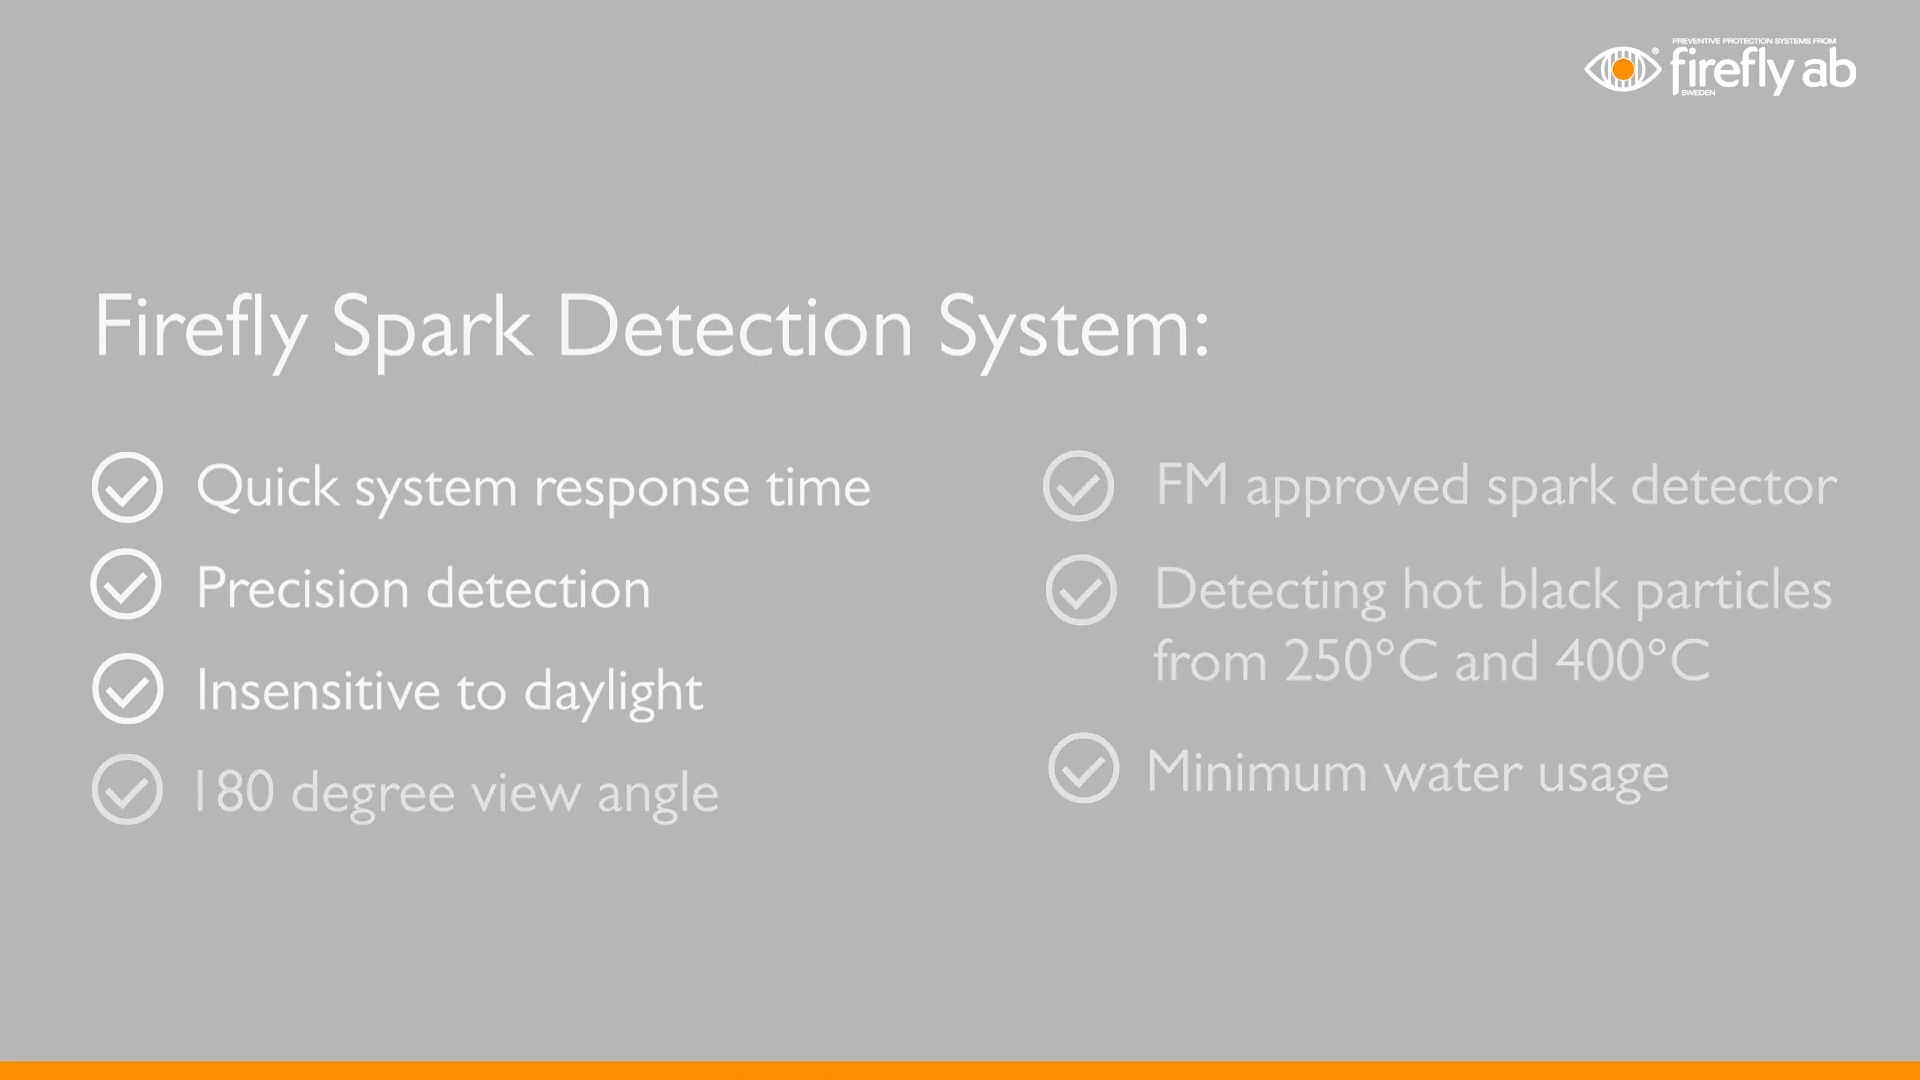 PREVENTIVE PROTECTION SYSTEMS FROM
firefly ab
®
SWEDEN
Firefly Spark Detection System:
Quick system response time
Precision detection
Insensitive to daylight
180 degree view angle
FM approved spark detector
Detecting hot black particles
from 250°C and 400°C
Minimum water usage